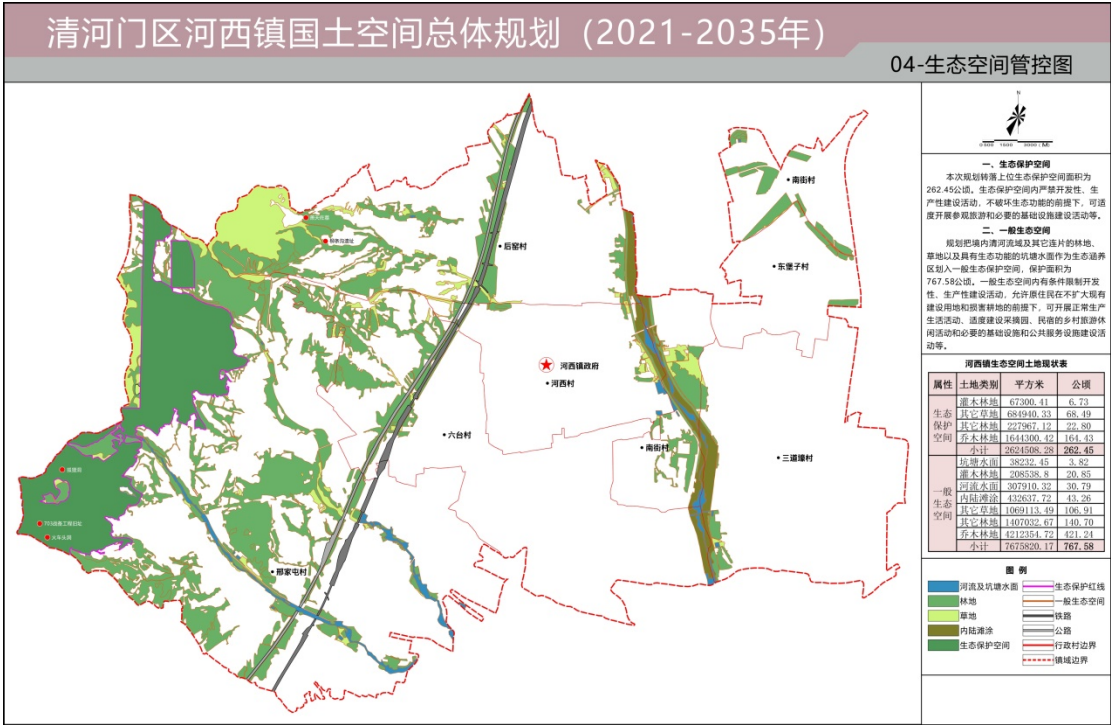 清河门区河西镇国土空间总体规划（2021-2035年）
04-生态空间管控图
N
一、生态保护空间
本次规划转落上位生态保护空间面积为
262.45公顷。生态保护空间内严禁开发性、生
产性建设活动、不破坏生态功能的前提下，可适
度开展参观旅游和必要的基础设施建设活动等。
二、一般生态空间
规划把境内清河流域及其它连片的林地、
草地以及具有生态功能的坑塘水面作为生态涵养
区划入一般生态保护空间，保护面积为
767.58公顷。一般生态空间内有条件限制开发
性、生产性建设活动，允许原住民在不扩大现有
建设用地和损害耕地的前提下，可开展正常生产
生活活动、适度建设采摘园、民宿的乡村旅游休
闲活动和必要的基础设施和公共服务设施建设活
动等。
河西镇生态空间土地现状表
属性 土地类别 平方米 公顷
生态保护空间
灌木林地 67300.41 6.73
其它草地 684940.33 68.49
其它林地 227967.12 22.80
乔木林地 1644300.42 164.43
小计 2624508.28 262.45
一般生态空间
坑塘水面 38232.45 3.82
灌木林地 208538.8 20.85
河流水面 307910.32 30.79
内陆滩涂 432637.72 43.26
其它草地 1069113.49 106.91
其它林地 1407032.67 140.70
乔木林地 4212354.72 421.24
小计 7675820.17 767.58
图 例
河流及坑塘水面 生态保护红线
林地 一般生态空间
草地 铁路
内陆滩涂 公路
生态保护空间 行政村边界
镇域边界
南街村
后窑村
东堡子村
河西镇政府
河西村
六台村
南街村
三道壕村
邢家屯村